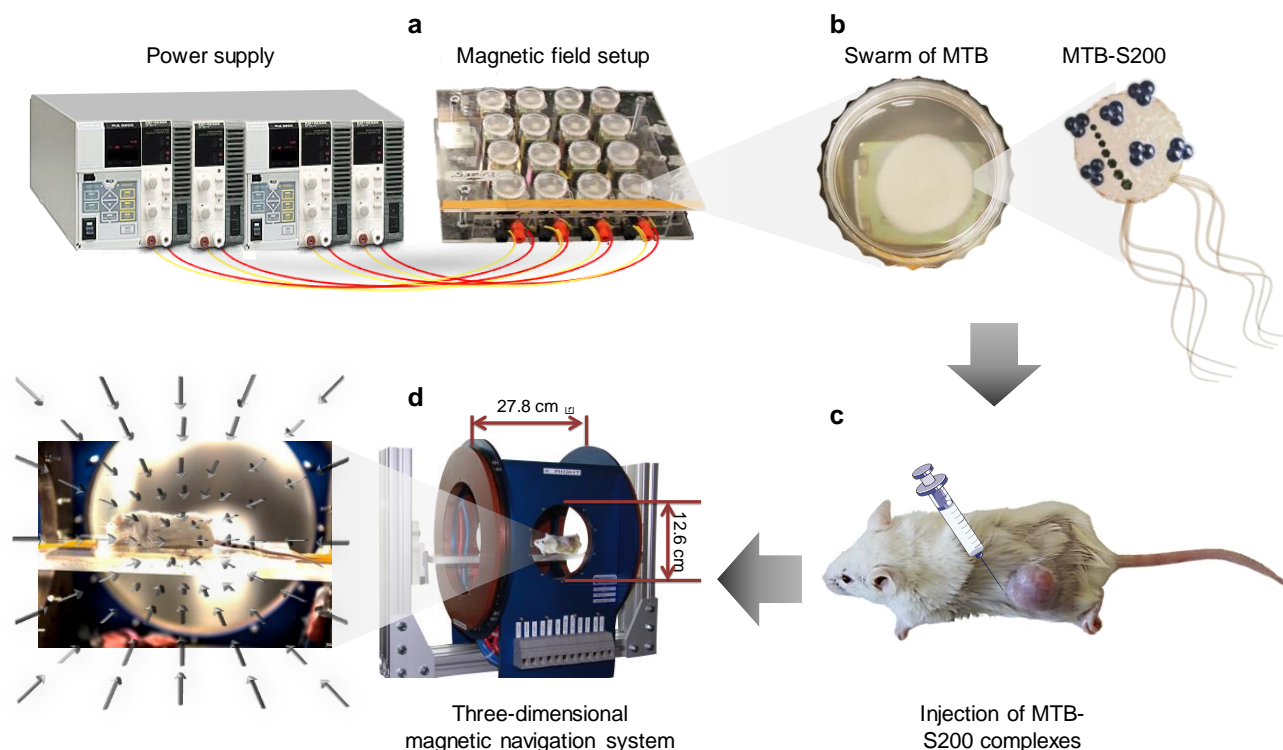 a
b
Power supply
Magnetic field setup
Swarm of MTB
MTB-S200
d
c
27.8 cm
X RIGHT
12.6 cm
Three-dimensional
magnetic navigation system
Injection of MTB-
S200 complexes